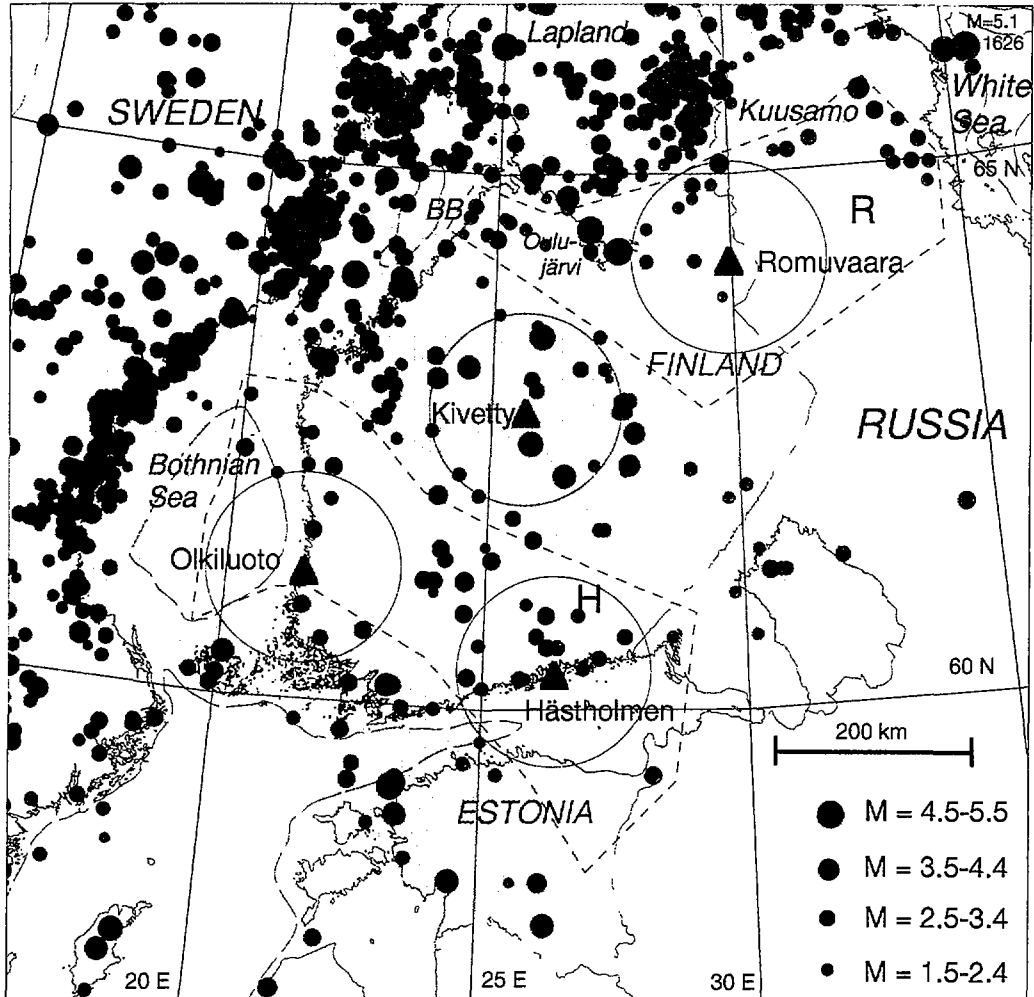 Lapland
M=5.1
1626
SWEDEN
White
Sea
Kuusamo
65 N
BB
R
Oulu-
järvi
Romuvaara
FINLAND
Kivetty
RUSSIA
Bothnian
Sea
Olkiluoto
H
60 N
Hästholmen
200 km
ESTONIA
M = 4.5-5.5
M = 3.5-4.4
M = 2.5-3.4
M = 1.5-2.4
20 E
25 E
30 E